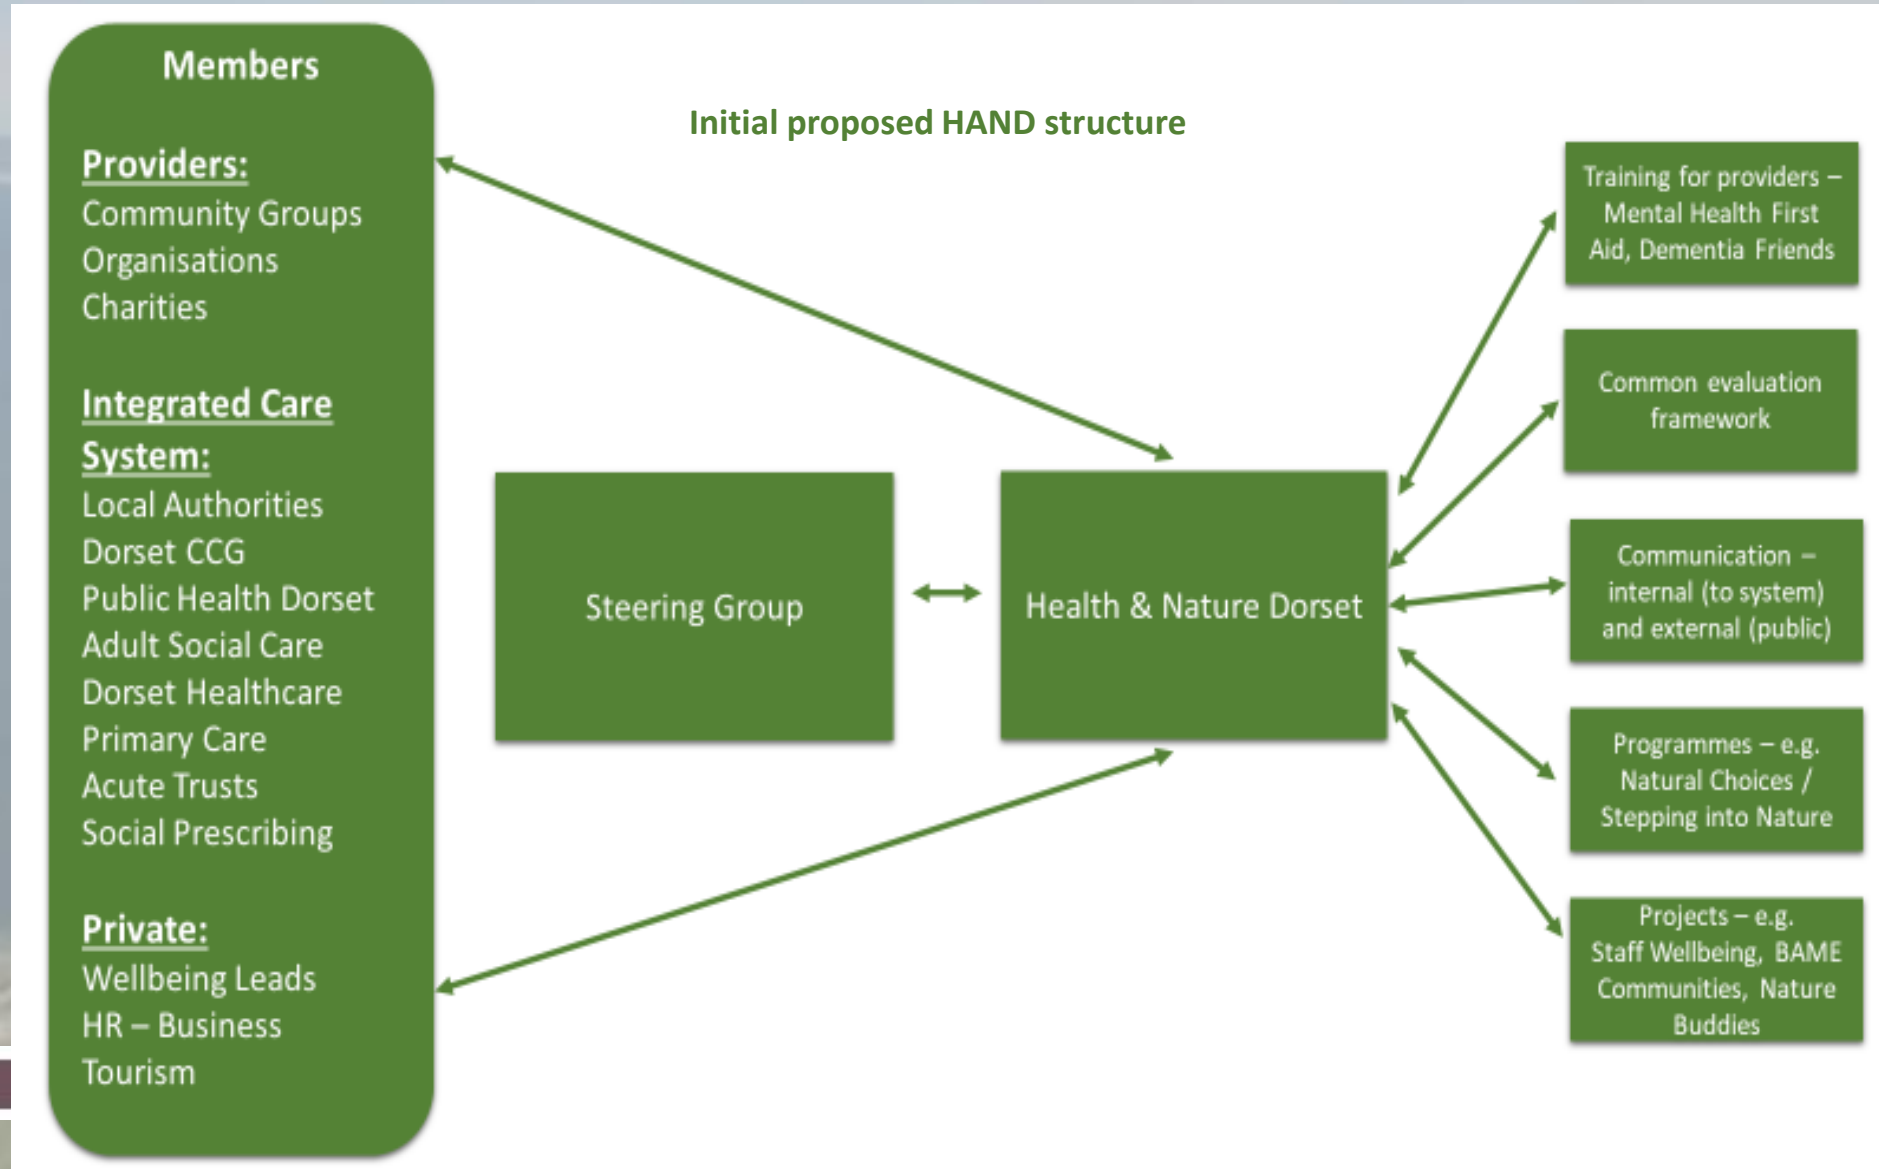 Members
Providers:
Community Groups
Organisations
Charities
Integrated Care
System:
Local Authorities
Dorset CCG
Public Health Dorset
Adult Social Care
Dorset Healthcare
Primary Care
Acute Trusts
Social Prescribing
Private:
Wellbeing Leads
HR – Business
Tourism
Initial proposed HAND structure
Steering Group
Health & Nature Dorset
Training for providers –
Mental Health First
Aid, Dementia Friends
Common evaluation
framework
Communication –
internal (to system)
and external (public)
Programmes – e.g.
Natural Choices /
Stepping into Nature
Projects – e.g.
Staff Wellbeing, BAME
Communities, Nature
Buddies